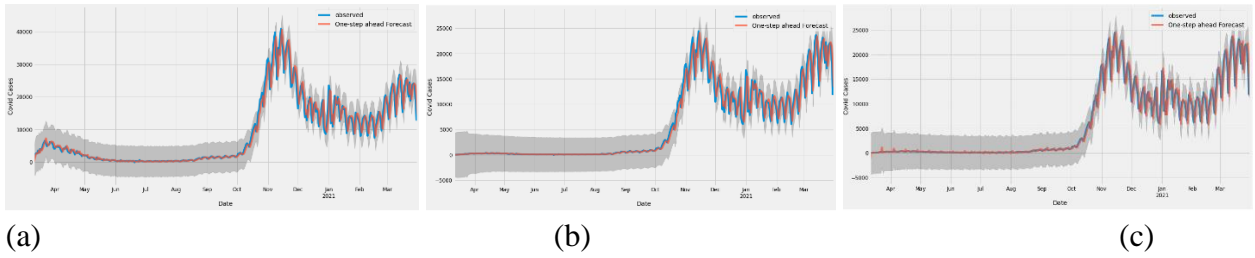 observed
One-step ahead Forecast
Covid Cases
40000
30000
20000
10000
0
Apr May Jun Jul Aug Sep Oct Nov Dec Jan Feb Mar
2021
Date
observed
One-step ahead Forecast
Covid Cases
25000
20000
15000
10000
5000
0
−5000
Apr May Jun Jul Aug Sep Oct Nov Dec Jan Feb Mar
2021
Date
observed
One-step ahead Forecast
Covid Cases
25000
20000
15000
10000
5000
0
−5000
Apr May Jun Jul Aug Sep Oct Nov Dec Jan Feb Mar
2021
Date
(a) (b) (c)